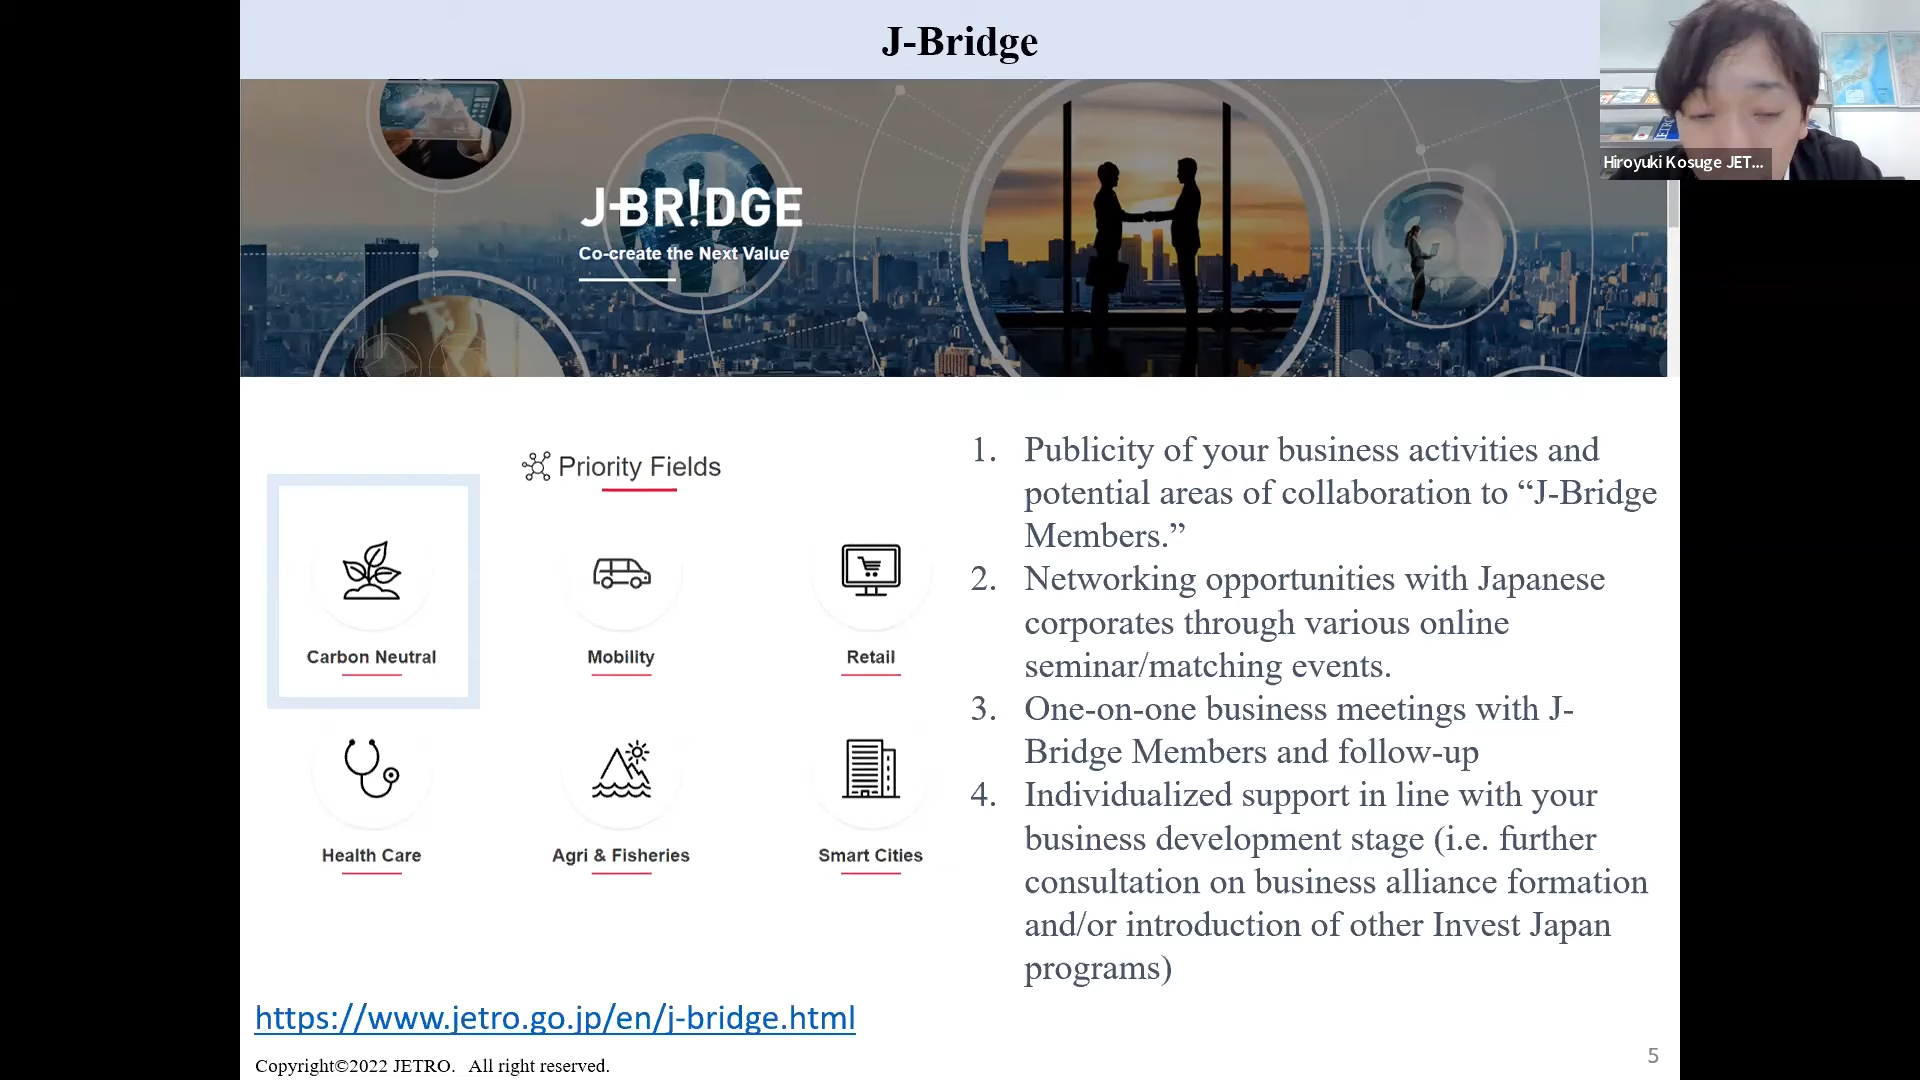 J-Bridge
Hiroyuki Kosuge JET...
J-BR!DGE
Co-create the Next Value
Priority Fields
Carbon Neutral
Mobility
Retail
Health Care
Agri & Fisheries
Smart Cities
1. Publicity of your business activities and
potential areas of collaboration to “J-Bridge
Members.”
2. Networking opportunities with Japanese
corporates through various online
seminar/matching events.
3. One-on-one business meetings with J-
Bridge Members and follow-up
4. Individualized support in line with your
business development stage (i.e. further
consultation on business alliance formation
and/or introduction of other Invest Japan
programs)
https://www.jetro.go.jp/en/j-bridge.html
Copyright©2022 JETRO. All right reserved.
5